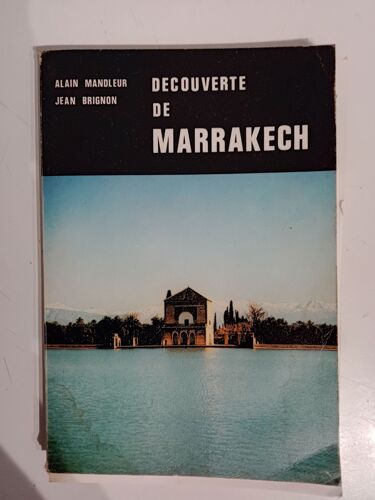 ALAIN MANDLEUR
JEAN BRIGNON
DECOUVERTE
DE
MARRAKECH